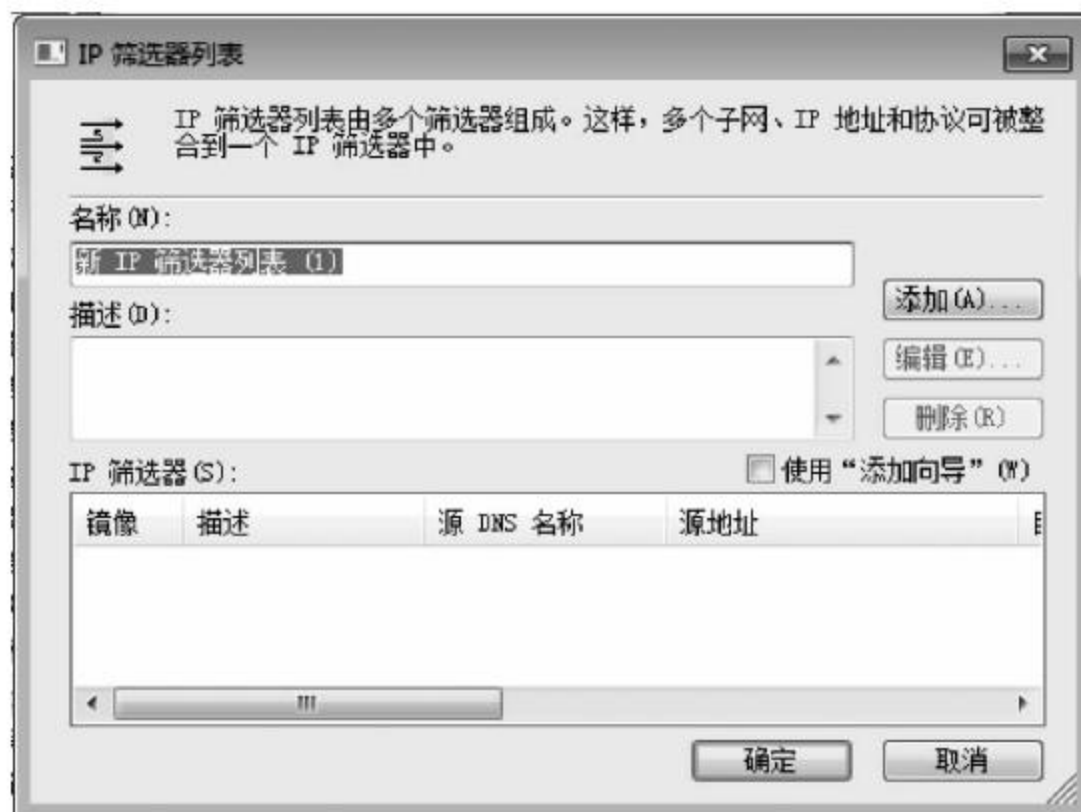 IP 筛选器列表
IP 筛选器列表由多个筛选器组成。这样，多个子网、IP 地址和协议可被整
合到一个 IP 筛选器中。
名称(N):
新 IP 筛选器列表 (1)
描述(D):
添加(A)...
编辑(E)...
删除(R)
IP 筛选器(S):
使用“添加向导”(W)
镜像 描述 源 DNS 名称 源地址
确定 取消